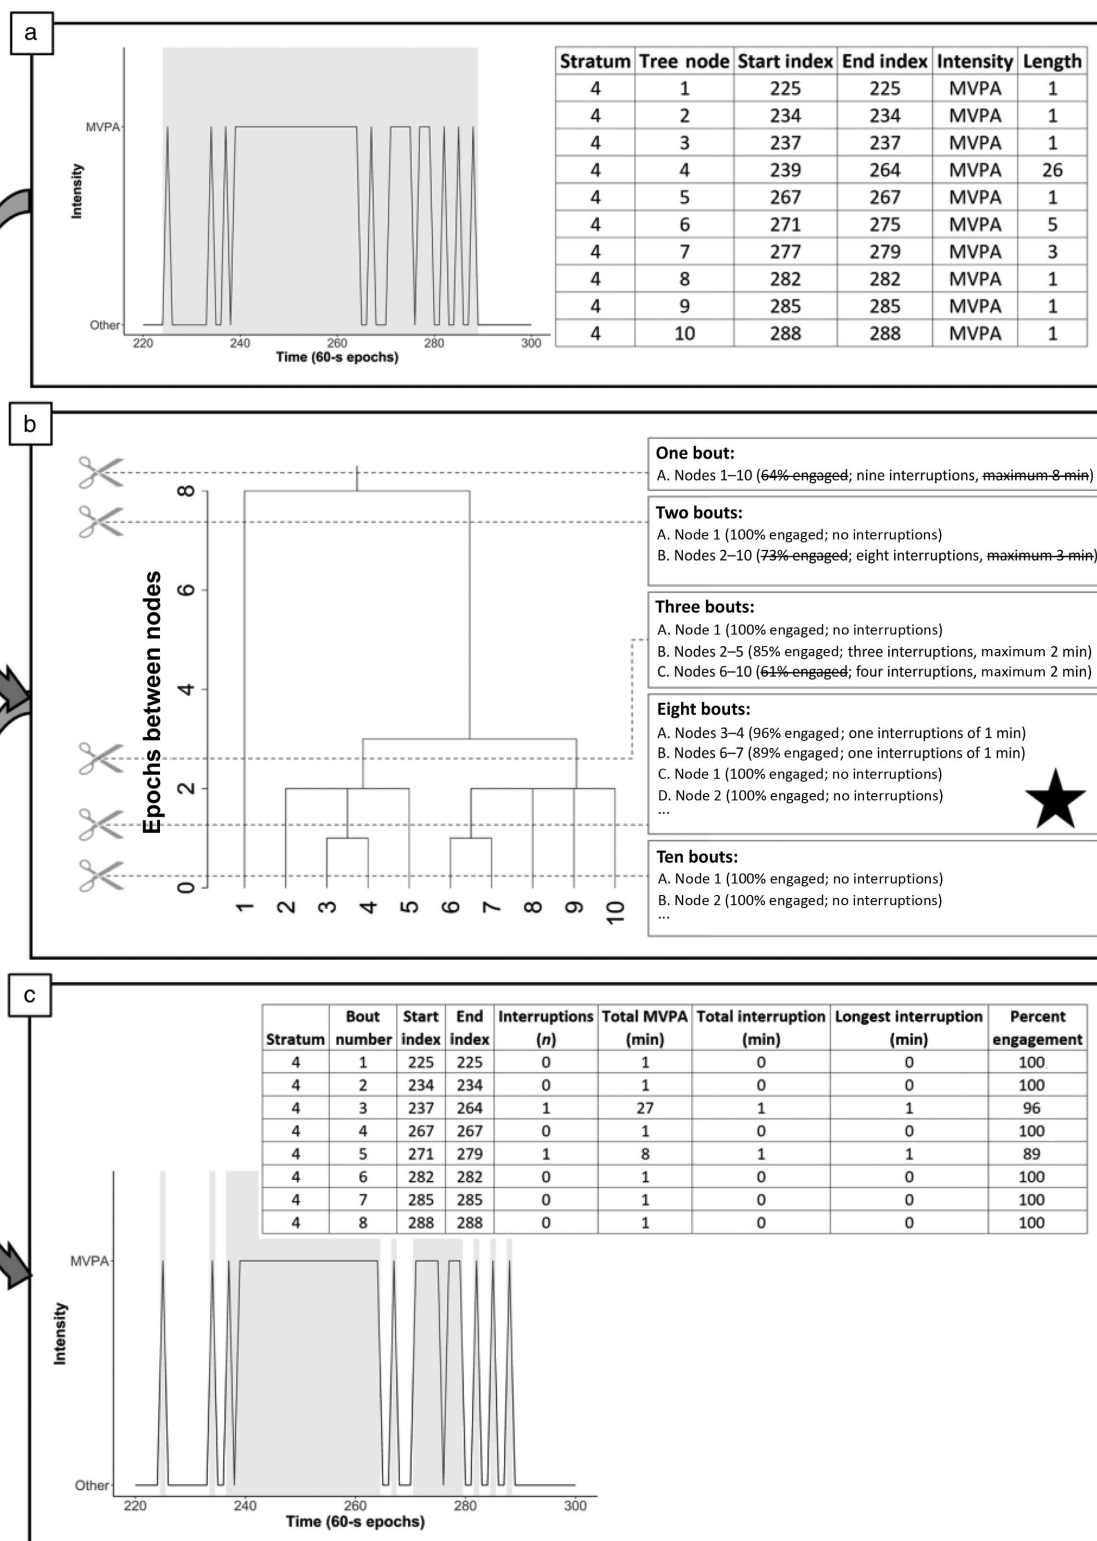 a
MVPA
Other
Intensity
220 240 260 280 300
Time (60-s epochs)
Stratum Tree node Start index End index Intensity Length
4 1 225 225 MVPA 1
4 2 234 234 MVPA 1
4 3 237 237 MVPA 1
4 4 239 264 MVPA 26
4 5 267 267 MVPA 1
4 6 271 275 MVPA 5
4 7 277 279 MVPA 3
4 8 282 282 MVPA 1
4 9 285 285 MVPA 1
4 10 288 288 MVPA 1
b
Epochs between nodes
8
6
4
2
0
1 2 3 4 5 6 7 8 9 10
One bout:
A. Nodes 1–10 (64% engaged; nine interruptions, maximum 8 min)
Two bouts:
A. Node 1 (100% engaged; no interruptions)
B. Nodes 2–10 (73% engaged; eight interruptions, maximum 3 min)
Three bouts:
A. Node 1 (100% engaged; no interruptions)
B. Nodes 2–5 (85% engaged; three interruptions, maximum 2 min)
C. Nodes 6–10 (61% engaged; four interruptions, maximum 2 min)
Eight bouts:
A. Nodes 3–4 (96% engaged; one interruptions of 1 min)
B. Nodes 6–7 (89% engaged; one interruptions of 1 min)
C. Node 1 (100% engaged; no interruptions)
D. Node 2 (100% engaged; no interruptions)
...
Ten bouts:
A. Node 1 (100% engaged; no interruptions)
B. Node 2 (100% engaged; no interruptions)
...
c
Bout Start End Interruptions Total MVPA Total interruption Longest interruption Percent
Stratum number index index (n) (min) (min) (min) engagement
4 1 225 225 0 1 0 0 100
4 2 234 234 0 1 0 0 100
4 3 237 264 1 27 1 1 96
4 4 267 267 0 1 0 0 100
4 5 271 279 1 8 1 1 89
4 6 282 282 0 1 0 0 100
4 7 285 285 0 1 0 0 100
4 8 288 288 0 1 0 0 100
MVPA
Other
Intensity
220 240 260 280 300
Time (60-s epochs)